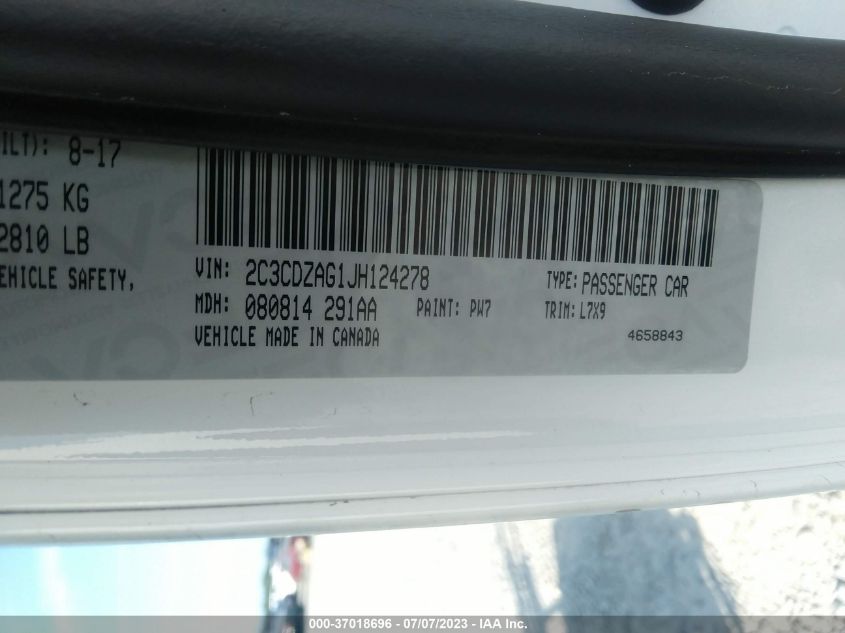 ILT): 8-17
1275 KG
2810 LB
EHICLE SAFETY,
VIN: 2C3CDZAG1JH124278 TYPE: PASSENGER CAR
MDH: 080814 291AA PAINT: PW7 TRIM: L7X9
VEHICLE MADE IN CANADA 4658843
000-37018696 - 07/07/2023 - IAA Inc.